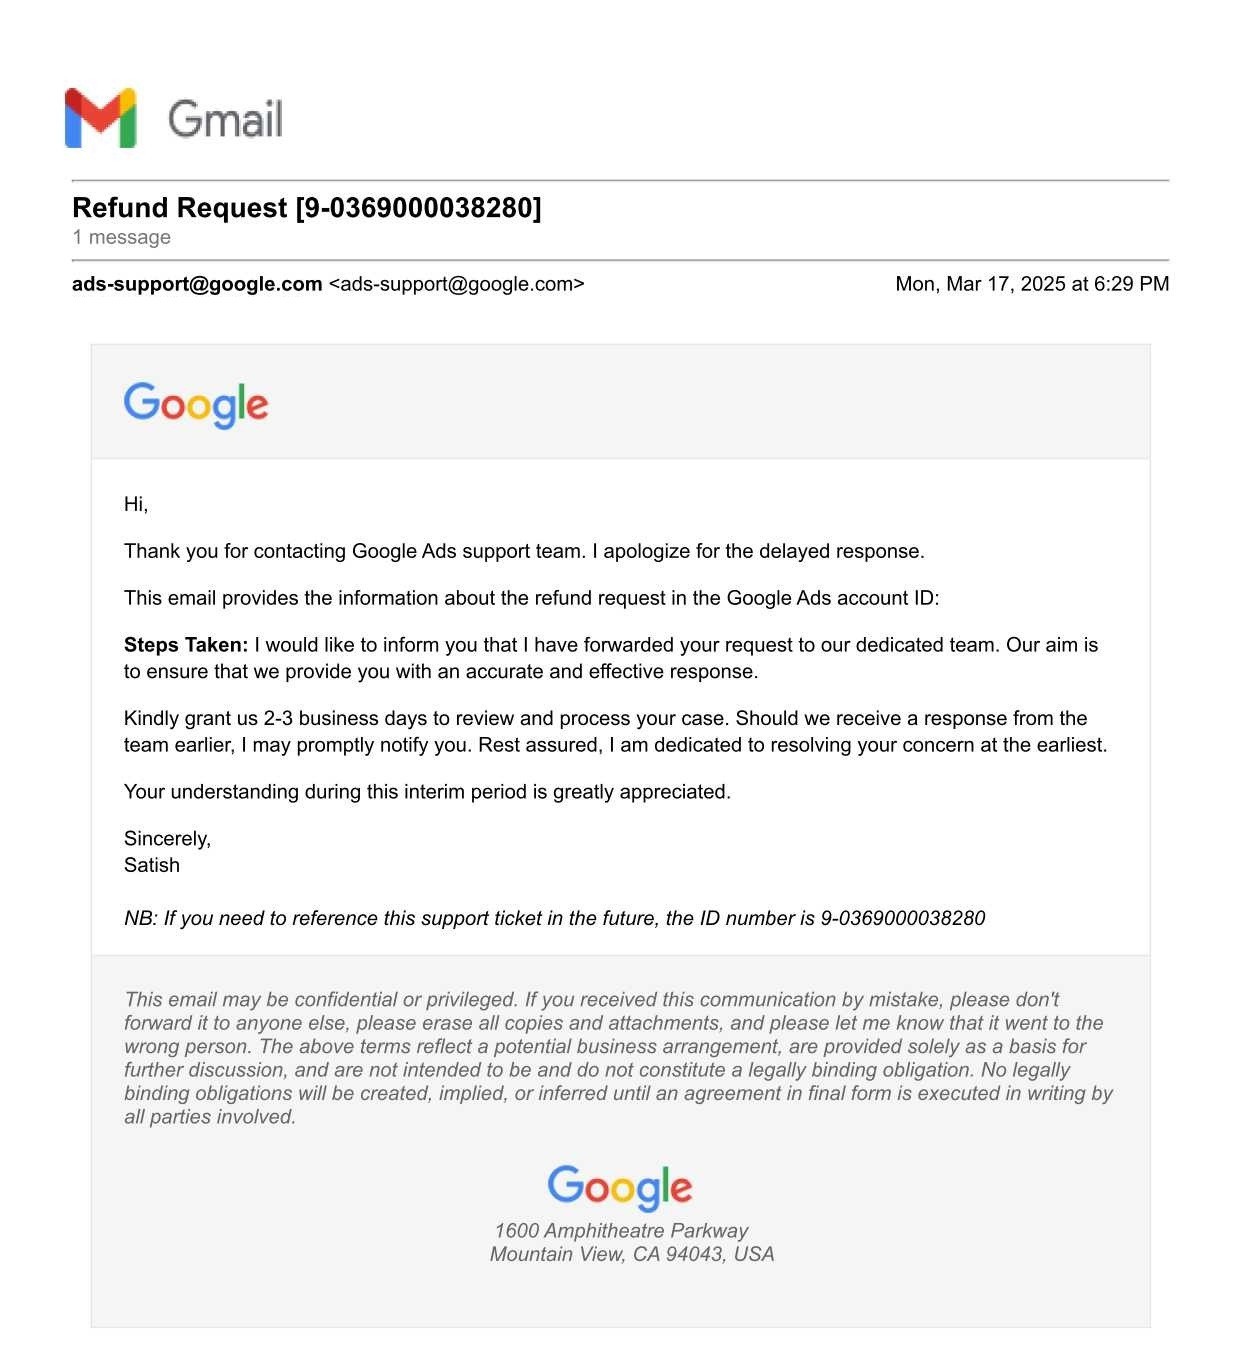 Gmail
Refund Request [9-0369000038280]
1 message
ads-support@google.com <ads-support@google.com> Mon, Mar 17, 2025 at 6:29 PM
Google
Hi,
Thank you for contacting Google Ads support team. I apologize for the delayed response.
This email provides the information about the refund request in the Google Ads account ID:
Steps Taken: I would like to inform you that I have forwarded your request to our dedicated team. Our aim is
to ensure that we provide you with an accurate and effective response.
Kindly grant us 2-3 business days to review and process your case. Should we receive a response from the
team earlier, I may promptly notify you. Rest assured, I am dedicated to resolving your concern at the earliest.
Your understanding during this interim period is greatly appreciated.
Sincerely,
Satish
NB: If you need to reference this support ticket in the future, the ID number is 9-0369000038280
This email may be confidential or privileged. If you received this communication by mistake, please don't
forward it to anyone else, please erase all copies and attachments, and please let me know that it went to the
wrong person. The above terms reflect a potential business arrangement, are provided solely as a basis for
further discussion, and are not intended to be and do not constitute a legally binding obligation. No legally
binding obligations will be created, implied, or inferred until an agreement in final form is executed in writing by
all parties involved.
Google
1600 Amphitheatre Parkway
Mountain View, CA 94043, USA